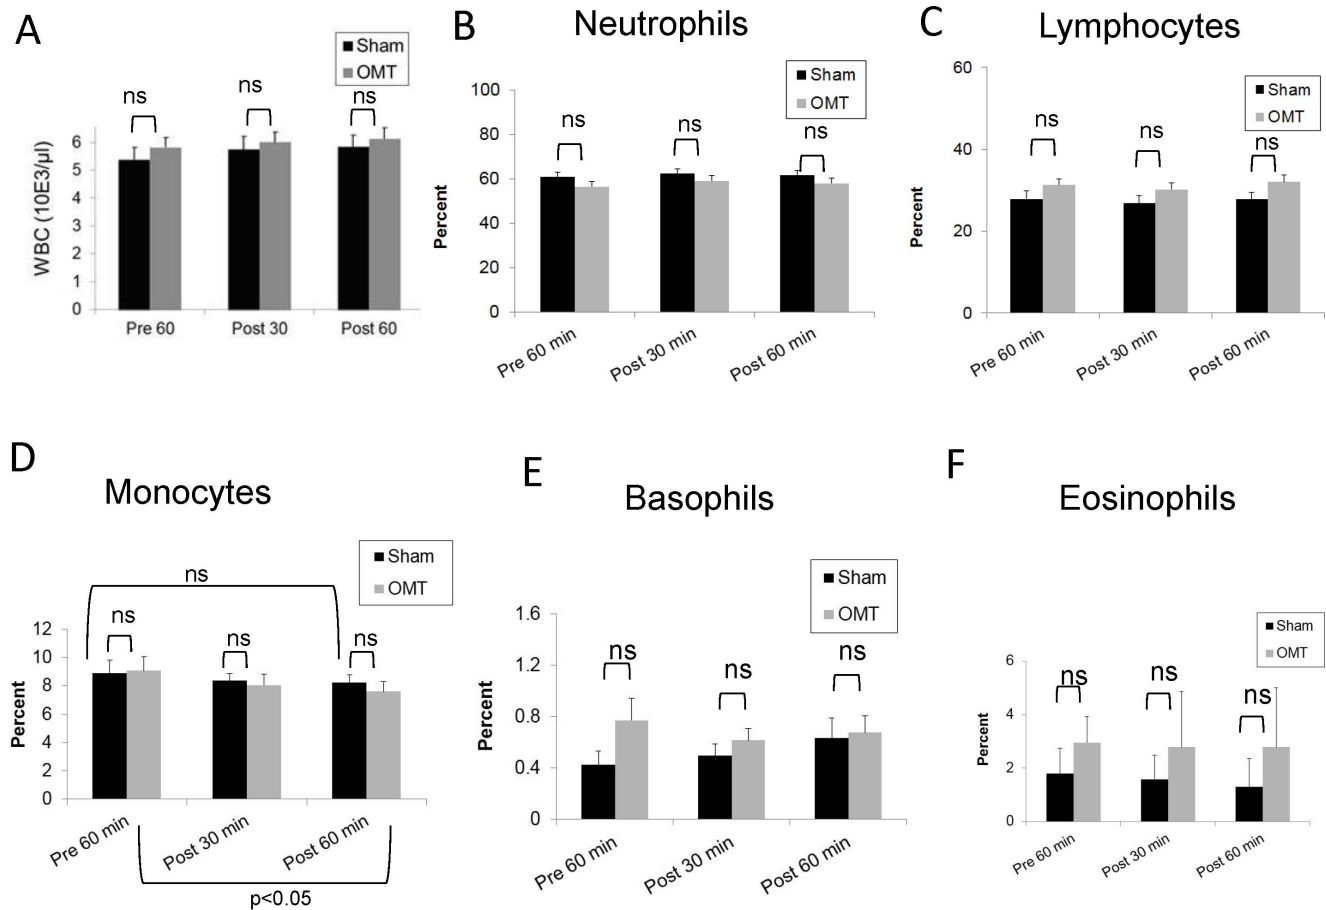 A
Sham
OMT
ns
ns
ns
WBC (10E3/µl)
6
5
4
3
2
1
0
Pre 60
Post 30
Post 60
B
Neutrophils
Sham
OMT
ns
ns
ns
Percent
100
80
60
40
20
0
Pre 60 min
Post 30 min
Post 60 min
C
Lymphocytes
Sham
OMT
ns
ns
ns
Percent
60
40
20
0
Pre 60 min
Post 30 min
Post 60 min
D
Monocytes
Sham
OMT
ns
ns
ns
ns
Percent
12
10
8
6
4
2
0
Pre 60 min
Post 30 min
Post 60 min
p<0.05
E
Basophils
Sham
OMT
ns
ns
ns
Percent
1.6
1.2
0.8
0.4
0
Pre 60 min
Post 30 min
Post 60 min
F
Eosinophils
Sham
OMT
ns
ns
ns
Percent
6
4
2
0
Pre 60 min
Post 30 min
Post 60 min